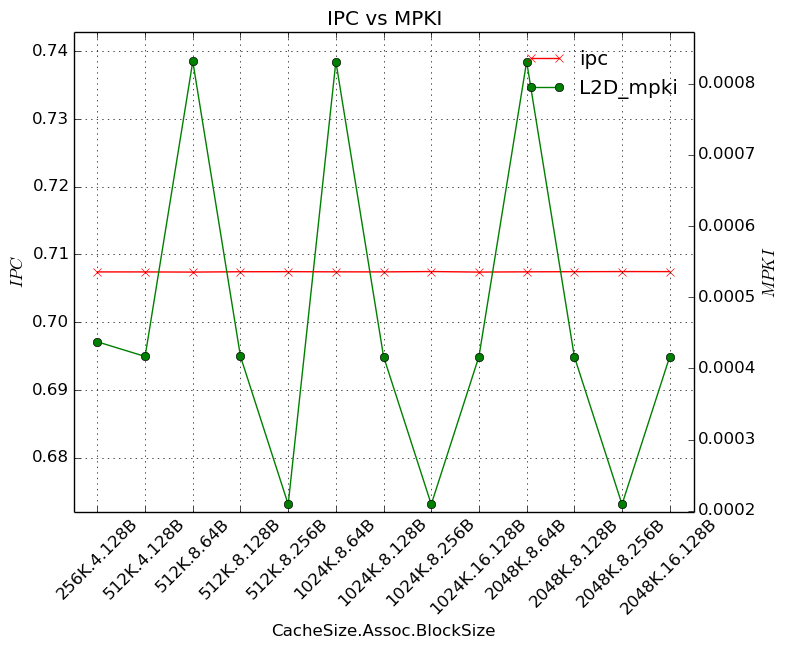 IPC vs MPKI
ipc
L2D_mpki
0.74
0.73
0.72
0.71
0.70
0.69
0.68
IPC
0.0008
0.0007
0.0006
0.0005
0.0004
0.0003
0.0002
MPKI
256K.4.128B
512K.4.128B
512K.8.64B
512K.8.128B
512K.8.256B
1024K.8.64B
1024K.8.128B
1024K.8.256B
1024K.16.128B
2048K.8.64B
2048K.8.128B
2048K.8.256B
2048K.16.128B
CacheSize.Assoc.BlockSize